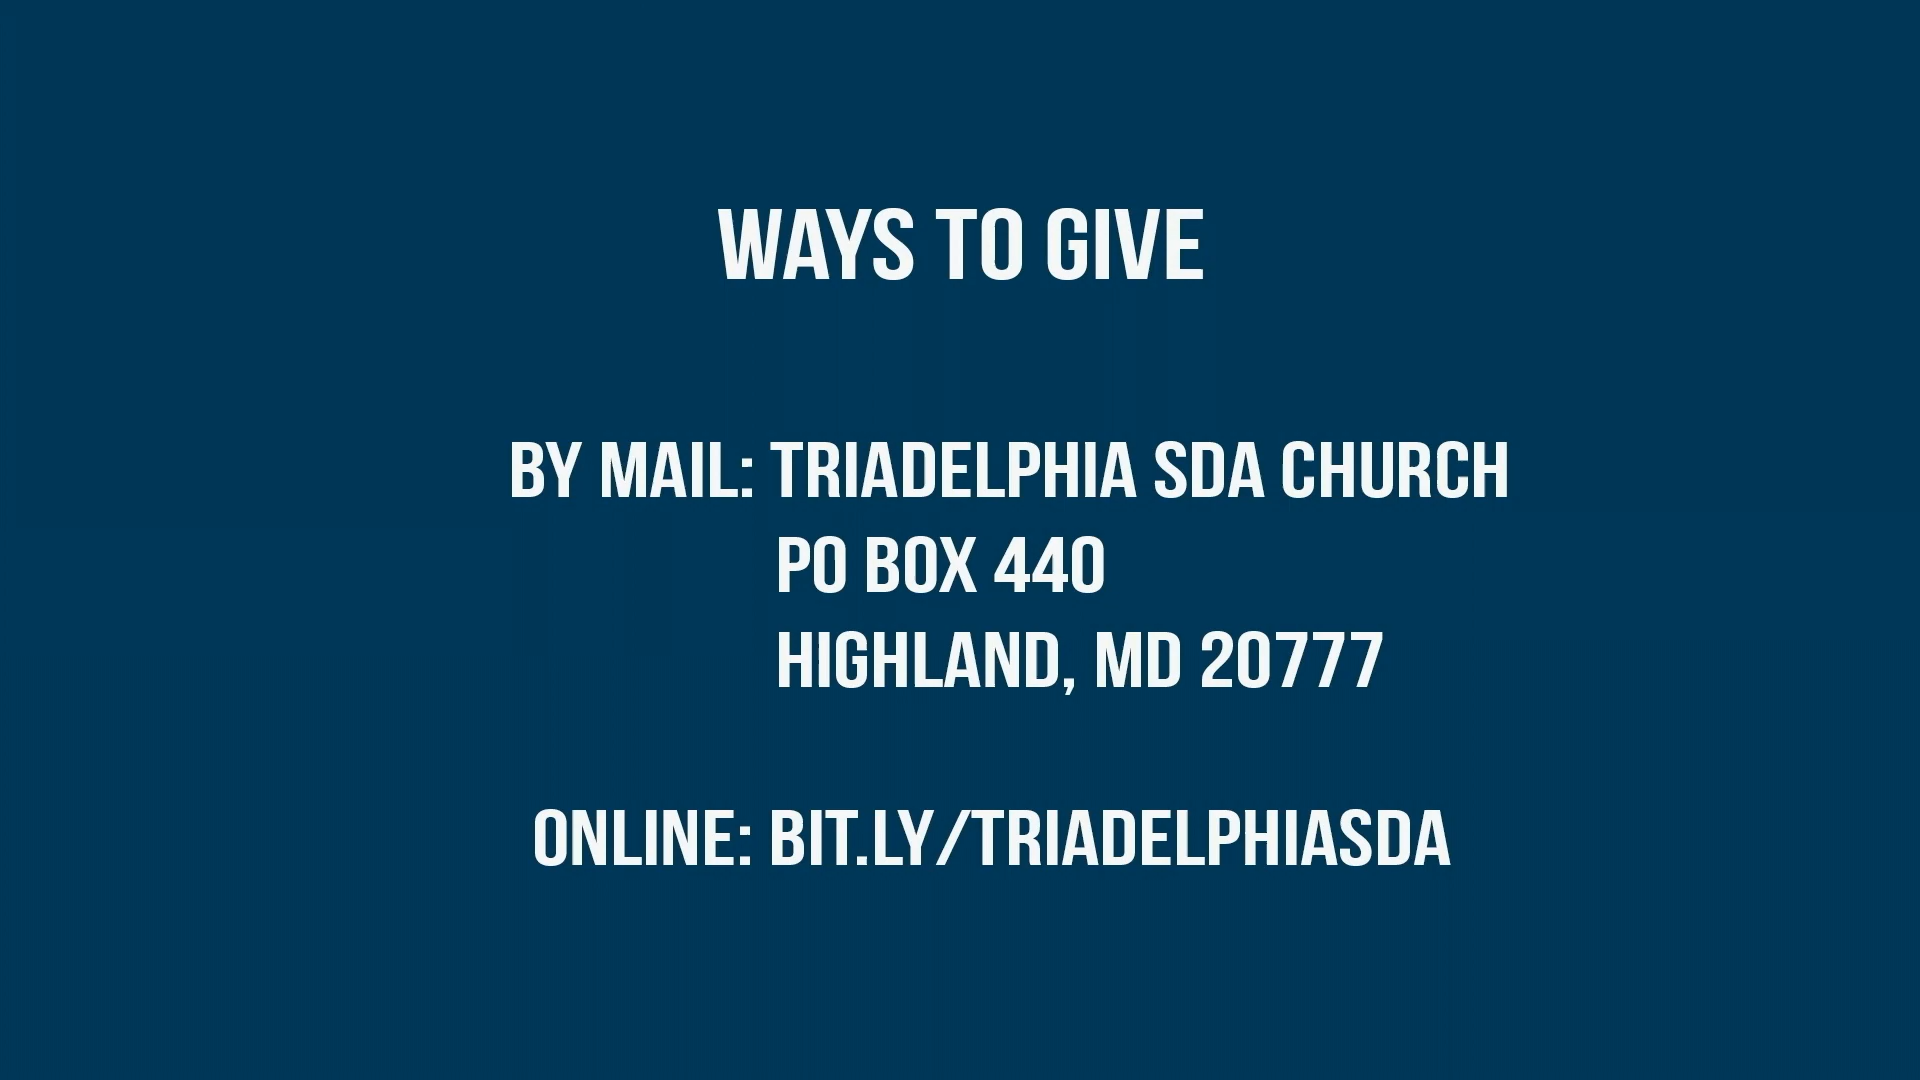 WAYS TO GIVE
BY MAIL: TRIADELPHIA SDA CHURCH
PO BOX 440
HIGHLAND, MD 20777
ONLINE: BIT.LY/TRIADELPHIASDA